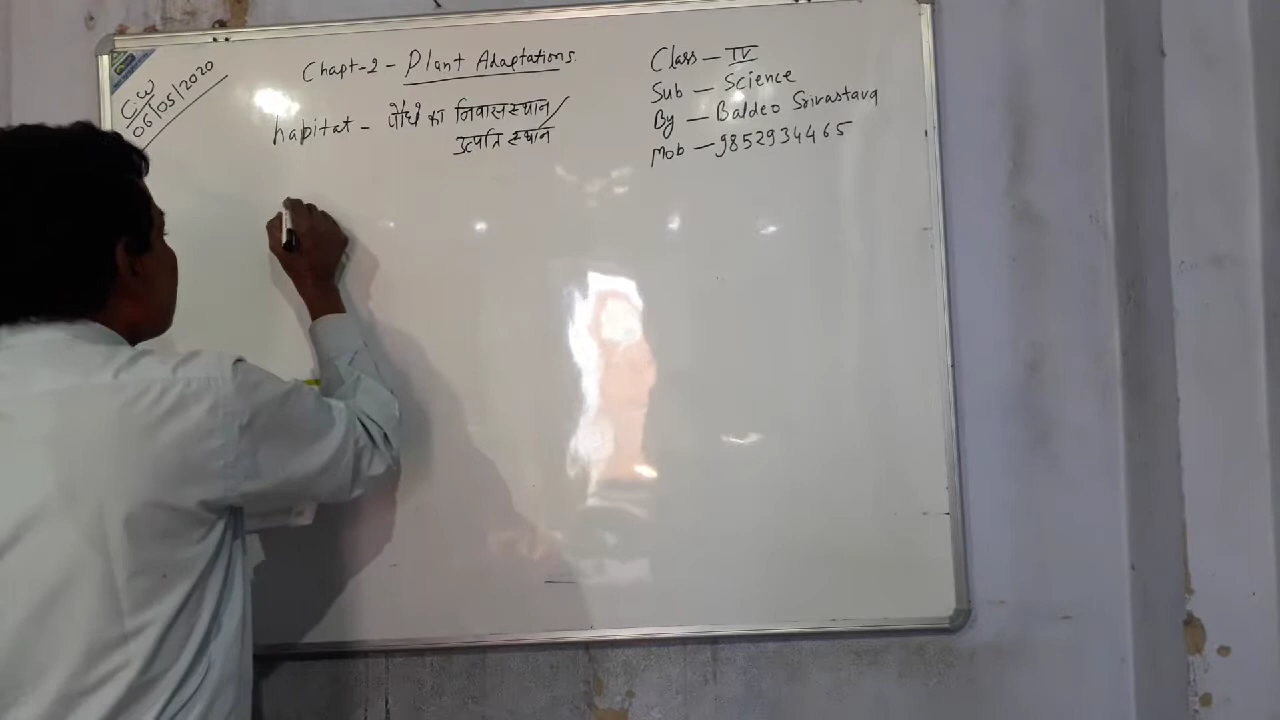 C.W
06/05/2020
Chapt-2 - Plant Adaptations.
habitat - पौधे का निवासस्थान/
उत्पत्ति स्थान
Class - IV
Sub - Science
By - Baldeo Srivastava
Mob - 9852934465